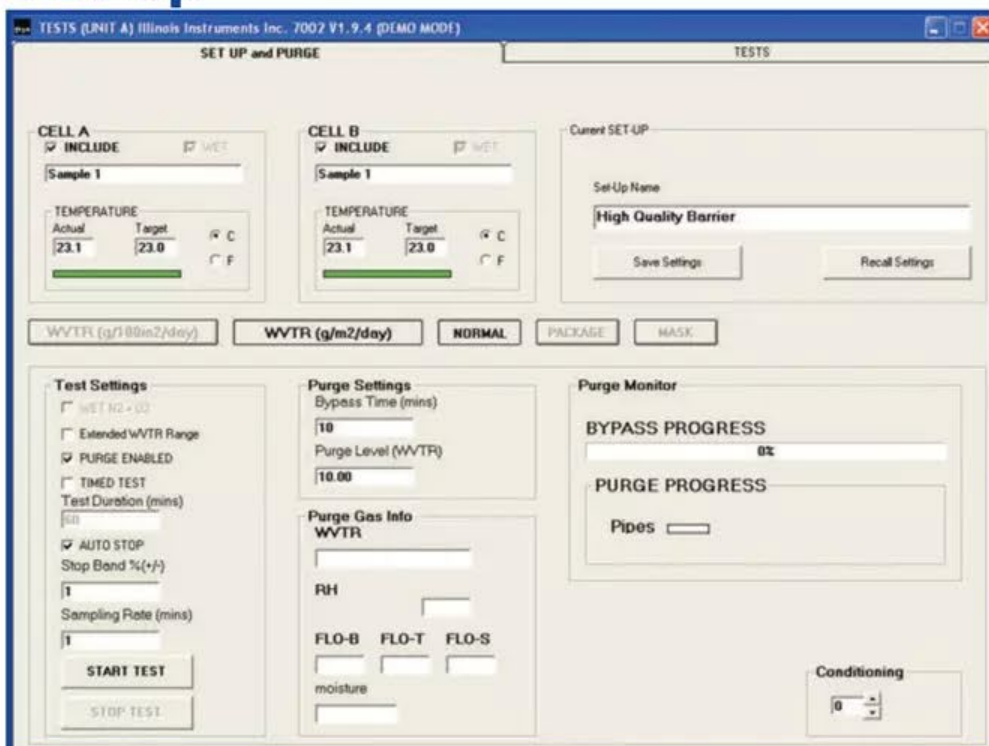 TESTS (UNIT A) Illinois Instruments Inc. 7002 V1.9.4 (DEMO MODE)
SET UP and PURGE
TESTS
CELL A
INCLUDE
WET
Sample 1
TEMPERATURE
Actual Target
23.1 23.0
C
F
CELL B
INCLUDE
WET
Sample 1
TEMPERATURE
Actual Target
23.1 23.0
C
F
Current SET-UP
Set-Up Name
High Quality Barrier
Save Settings
Recall Settings
WVTR (g/100in2/day)
WVTR (g/m2/day)
NORMAL
PACKAGE
MASK
Test Settings
WET N2 - O2
Extended WVTR Range
PURGE ENABLED
TIMED TEST
Test Duration (mins)
60
AUTO STOP
Stop Band %(+/-)
1
Sampling Rate (mins)
1
START TEST
STOP TEST
Purge Settings
Bypass Time (mins)
10
Purge Level (WVTR)
10.00
Purge Gas Info
WVTR
RH
FLO-B FLO-T FLO-S
moisture
Purge Monitor
BYPASS PROGRESS
0%
PURGE PROGRESS
Pipes
Conditioning
0